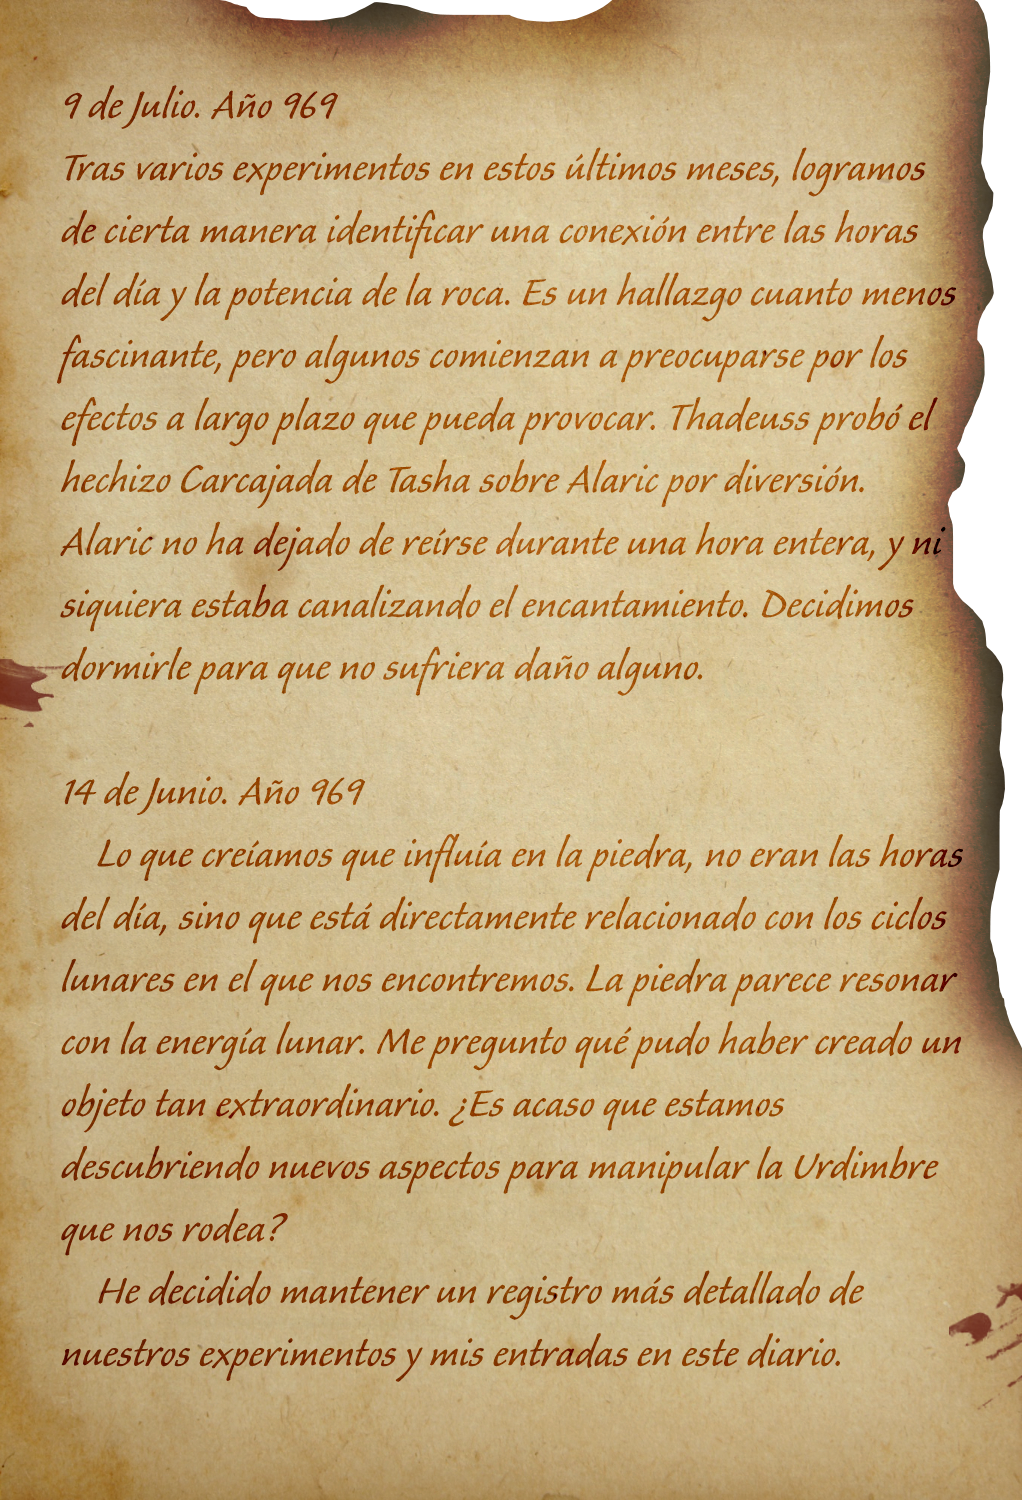 9 de Julio. Año 969
Tras varios experimentos en estos últimos meses, logramos
de cierta manera identificar una conexión entre las horas
del día y la potencia de la roca. Es un hallazgo cuanto menos
fascinante, pero algunos comienzan a preocuparse por los
efectos a largo plazo que pueda provocar. Thadeuss probó el
hechizo Carcajada de Tasha sobre Alaric por diversión.
Alaric no ha dejado de reírse durante una hora entera, y ni
siquiera estaba canalizando el encantamiento. Decidimos
dormirle para que no sufriera daño alguno.
14 de Junio. Año 969
Lo que creíamos que influía en la piedra, no eran las horas
del día, sino que está directamente relacionado con los ciclos
lunares en el que nos encontremos. La piedra parece resonar
con la energía lunar. Me pregunto qué pudo haber creado un
objeto tan extraordinario. ¿Es acaso que estamos
descubriendo nuevos aspectos para manipular la Urdimbre
que nos rodea?
He decidido mantener un registro más detallado de
nuestros experimentos y mis entradas en este diario.